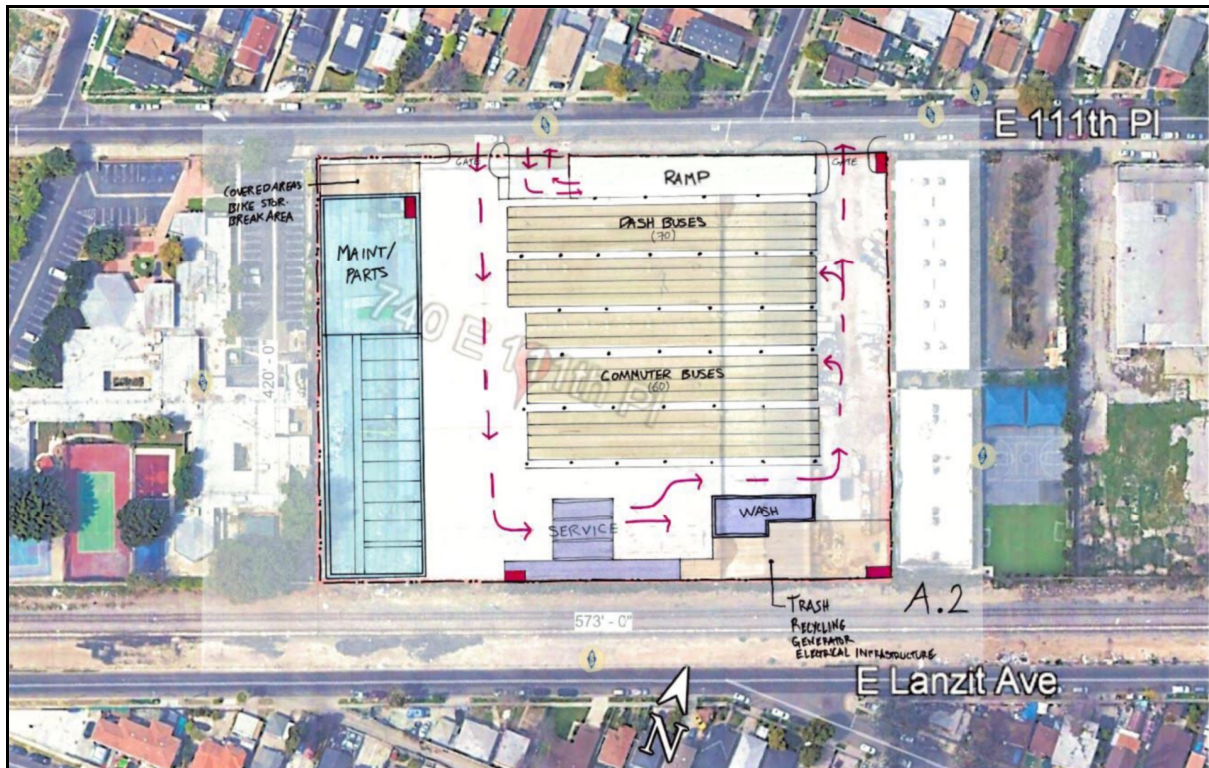 E 111th Pl
GATE
RAMP
GATE
COVERED AREAS
BIKE STOR.
BREAK AREA
DASH BUSES
(70)
MAINT/
PARTS
740 E 111th Pl
420' - 0"
COMMUTER BUSES
(60)
WASH
SERVICE
573' - 0"
TRASH
RECYCLING
GENERATOR
ELECTRICAL INFRASTRUCTURE
A.2
E Lanzit Ave
N